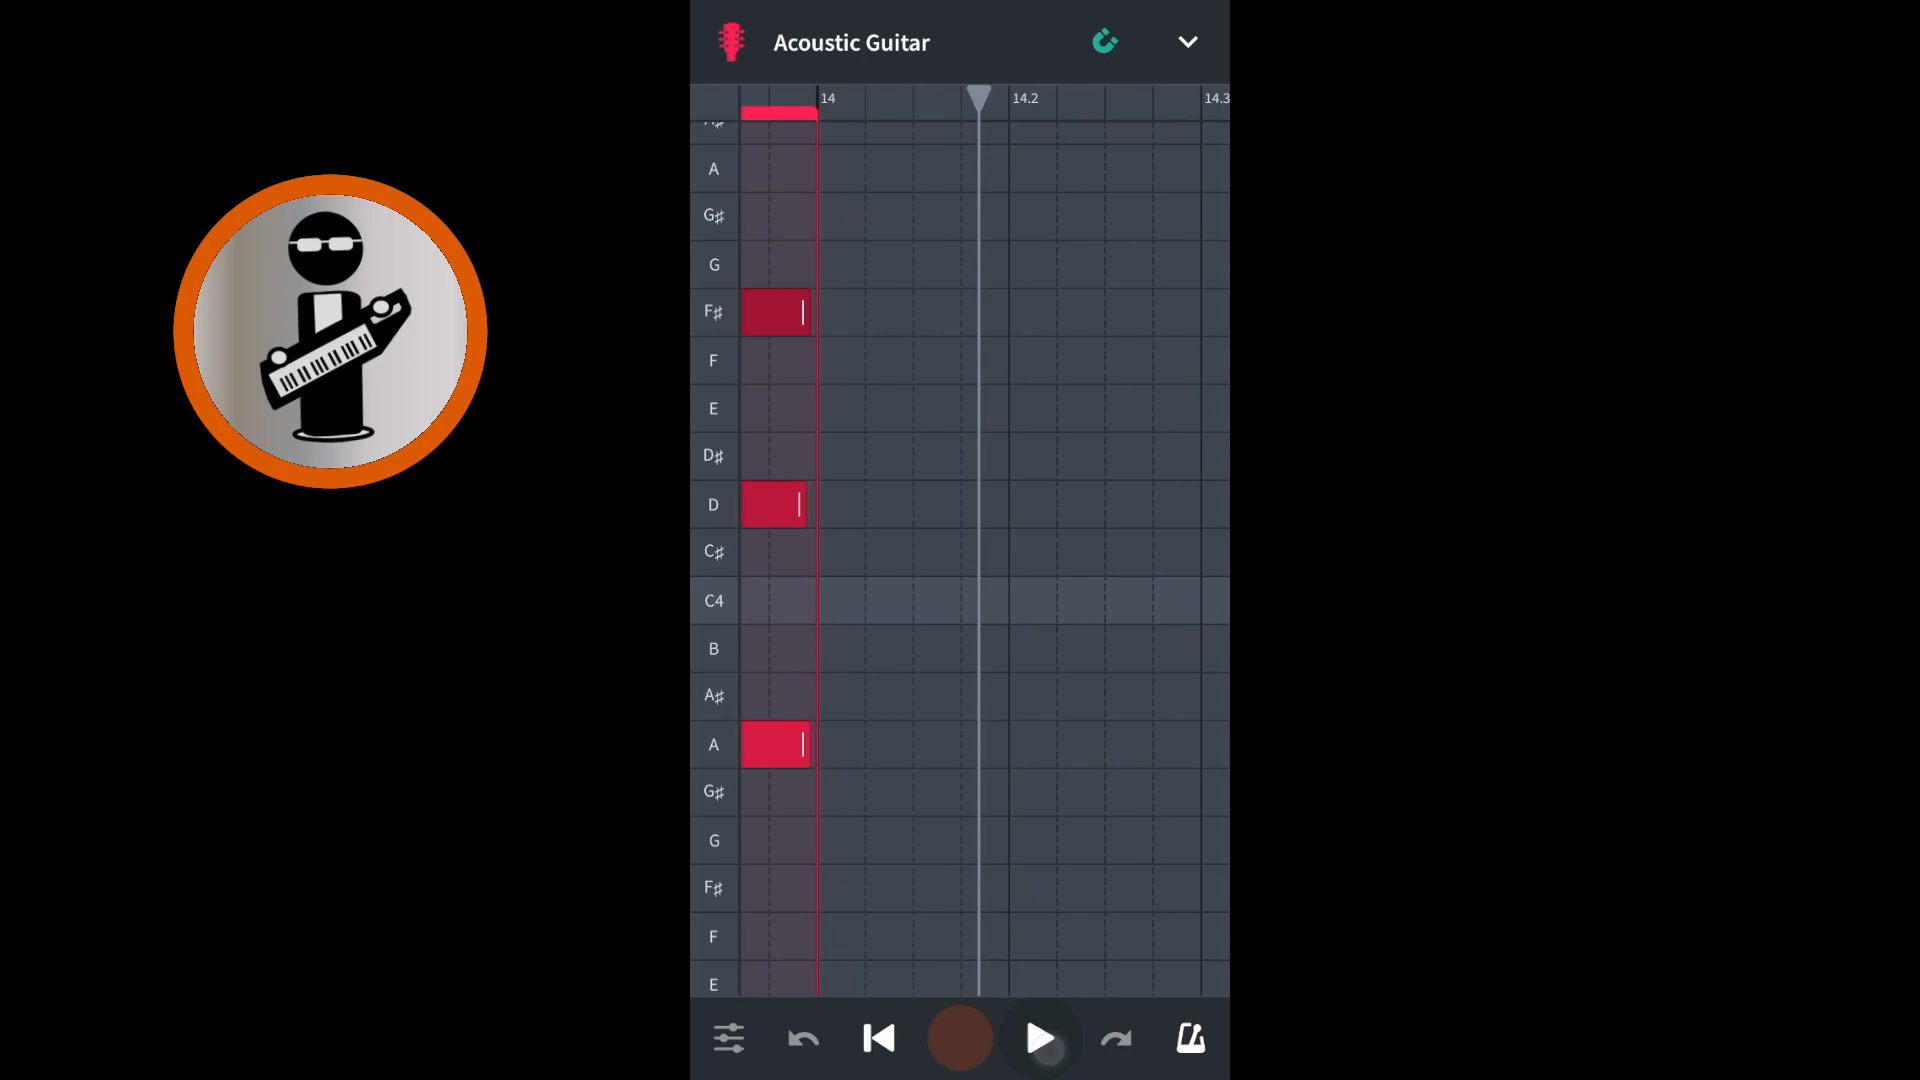 Acoustic Guitar
14
14.2
14.3
A♯
A
G♯
G
F♯
F
E
D♯
D
C♯
C4
B
A♯
A
G♯
G
F♯
F
E